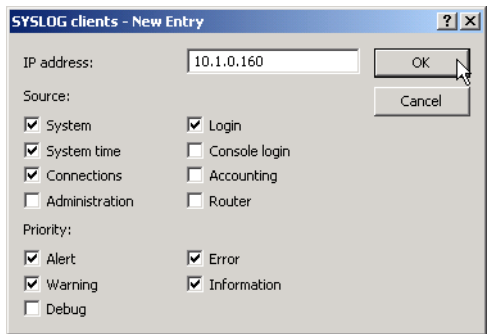 SYSLOG clients - New Entry
IP address: 10.1.0.160 OK
Source: Cancel
System Login
System time Console login
Connections Accounting
Administration Router
Priority:
Alert Error
Warning Information
Debug